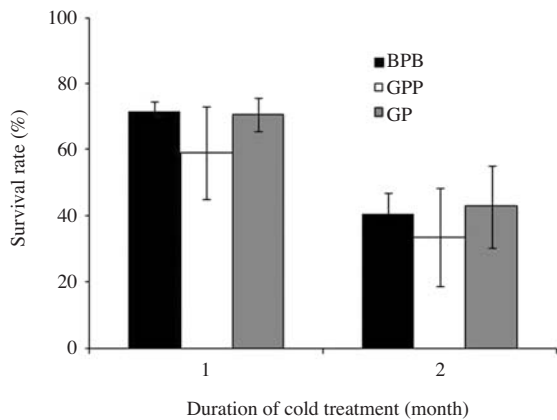 100
80
60
40
20
0
Survival rate (%)
BPB
GPP
GP
1 2
Duration of cold treatment (month)